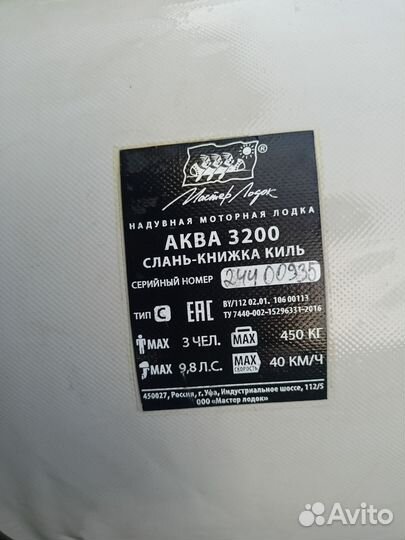 ®
Мастер Лодок
НАДУВНАЯ МОТОРНАЯ ЛОДКА
АКВА 3200
СЛАНЬ-КНИЖКА КИЛЬ
СЕРИЙНЫЙ НОМЕР 24400935
ТИП C EAC BY/112 02.01. 106 00113
ТУ 7440-002-15296331-2016
MAX 3 ЧЕЛ. MAX 450 КГ
MAX 9,8 Л.С. MAX СКОРОСТЬ 40 КМ/Ч
450027, Россия, г. Уфа, Индустриальное шоссе, 112/5
ООО «Мастер лодок»
Avito